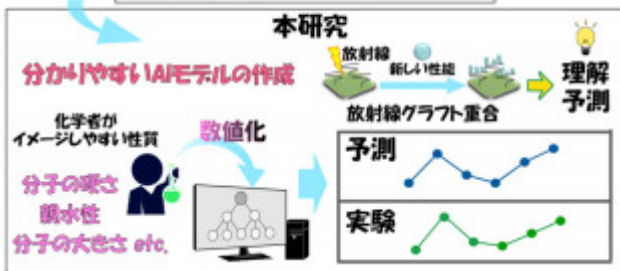 本研究
分かりやすいAIモデルの作成
放射線
新しい性能
放射線グラフト重合
理解
予測
化学者が
イメージしやすい性質
数値化
分子の硬さ
親水性
分子の大きさ etc.
予測
実験